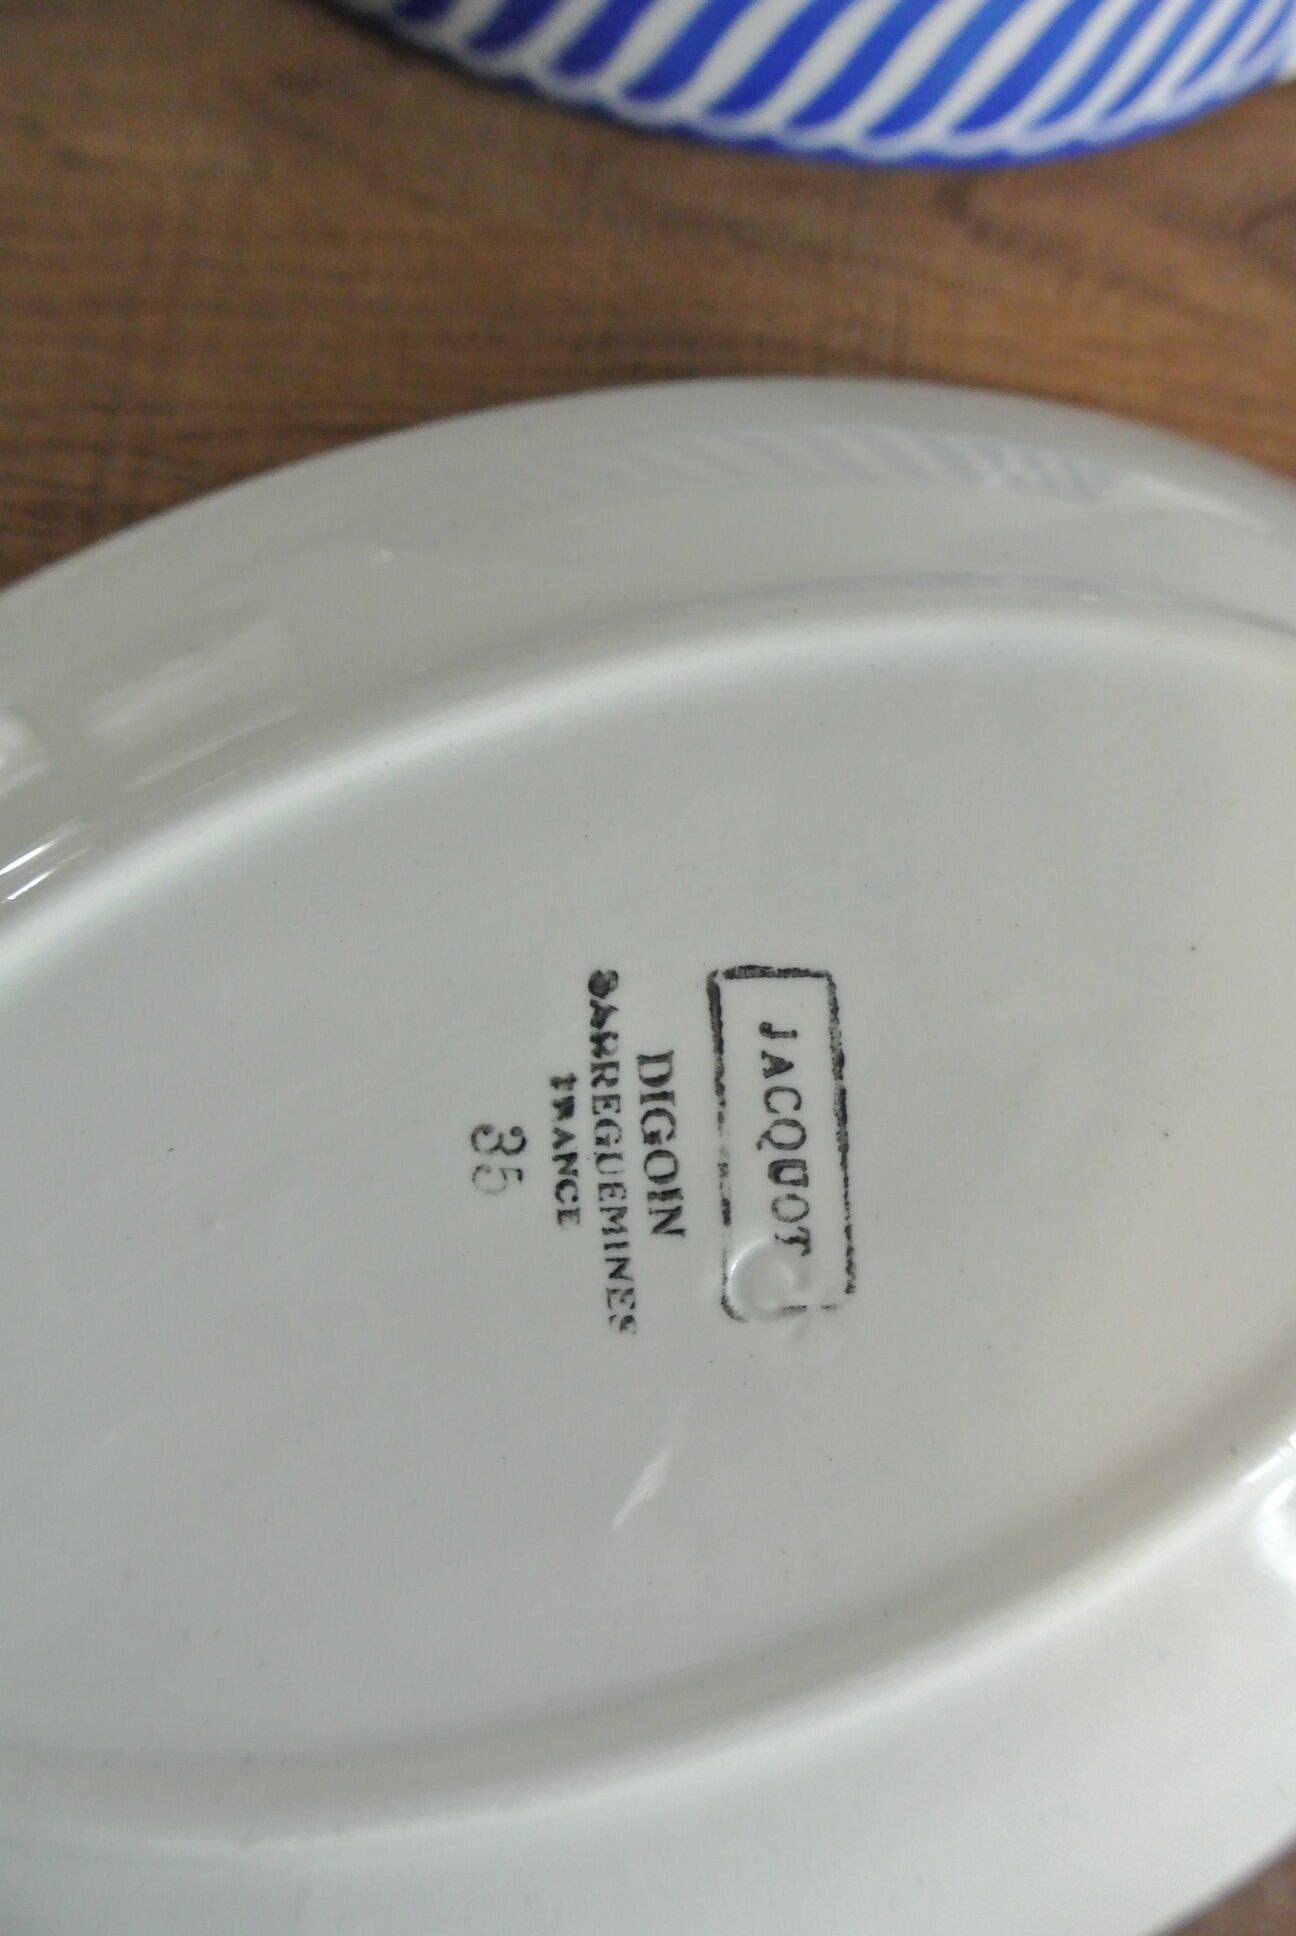 JACQUOT
DIGOIN
SARREGUEMINES
FRANCE
35